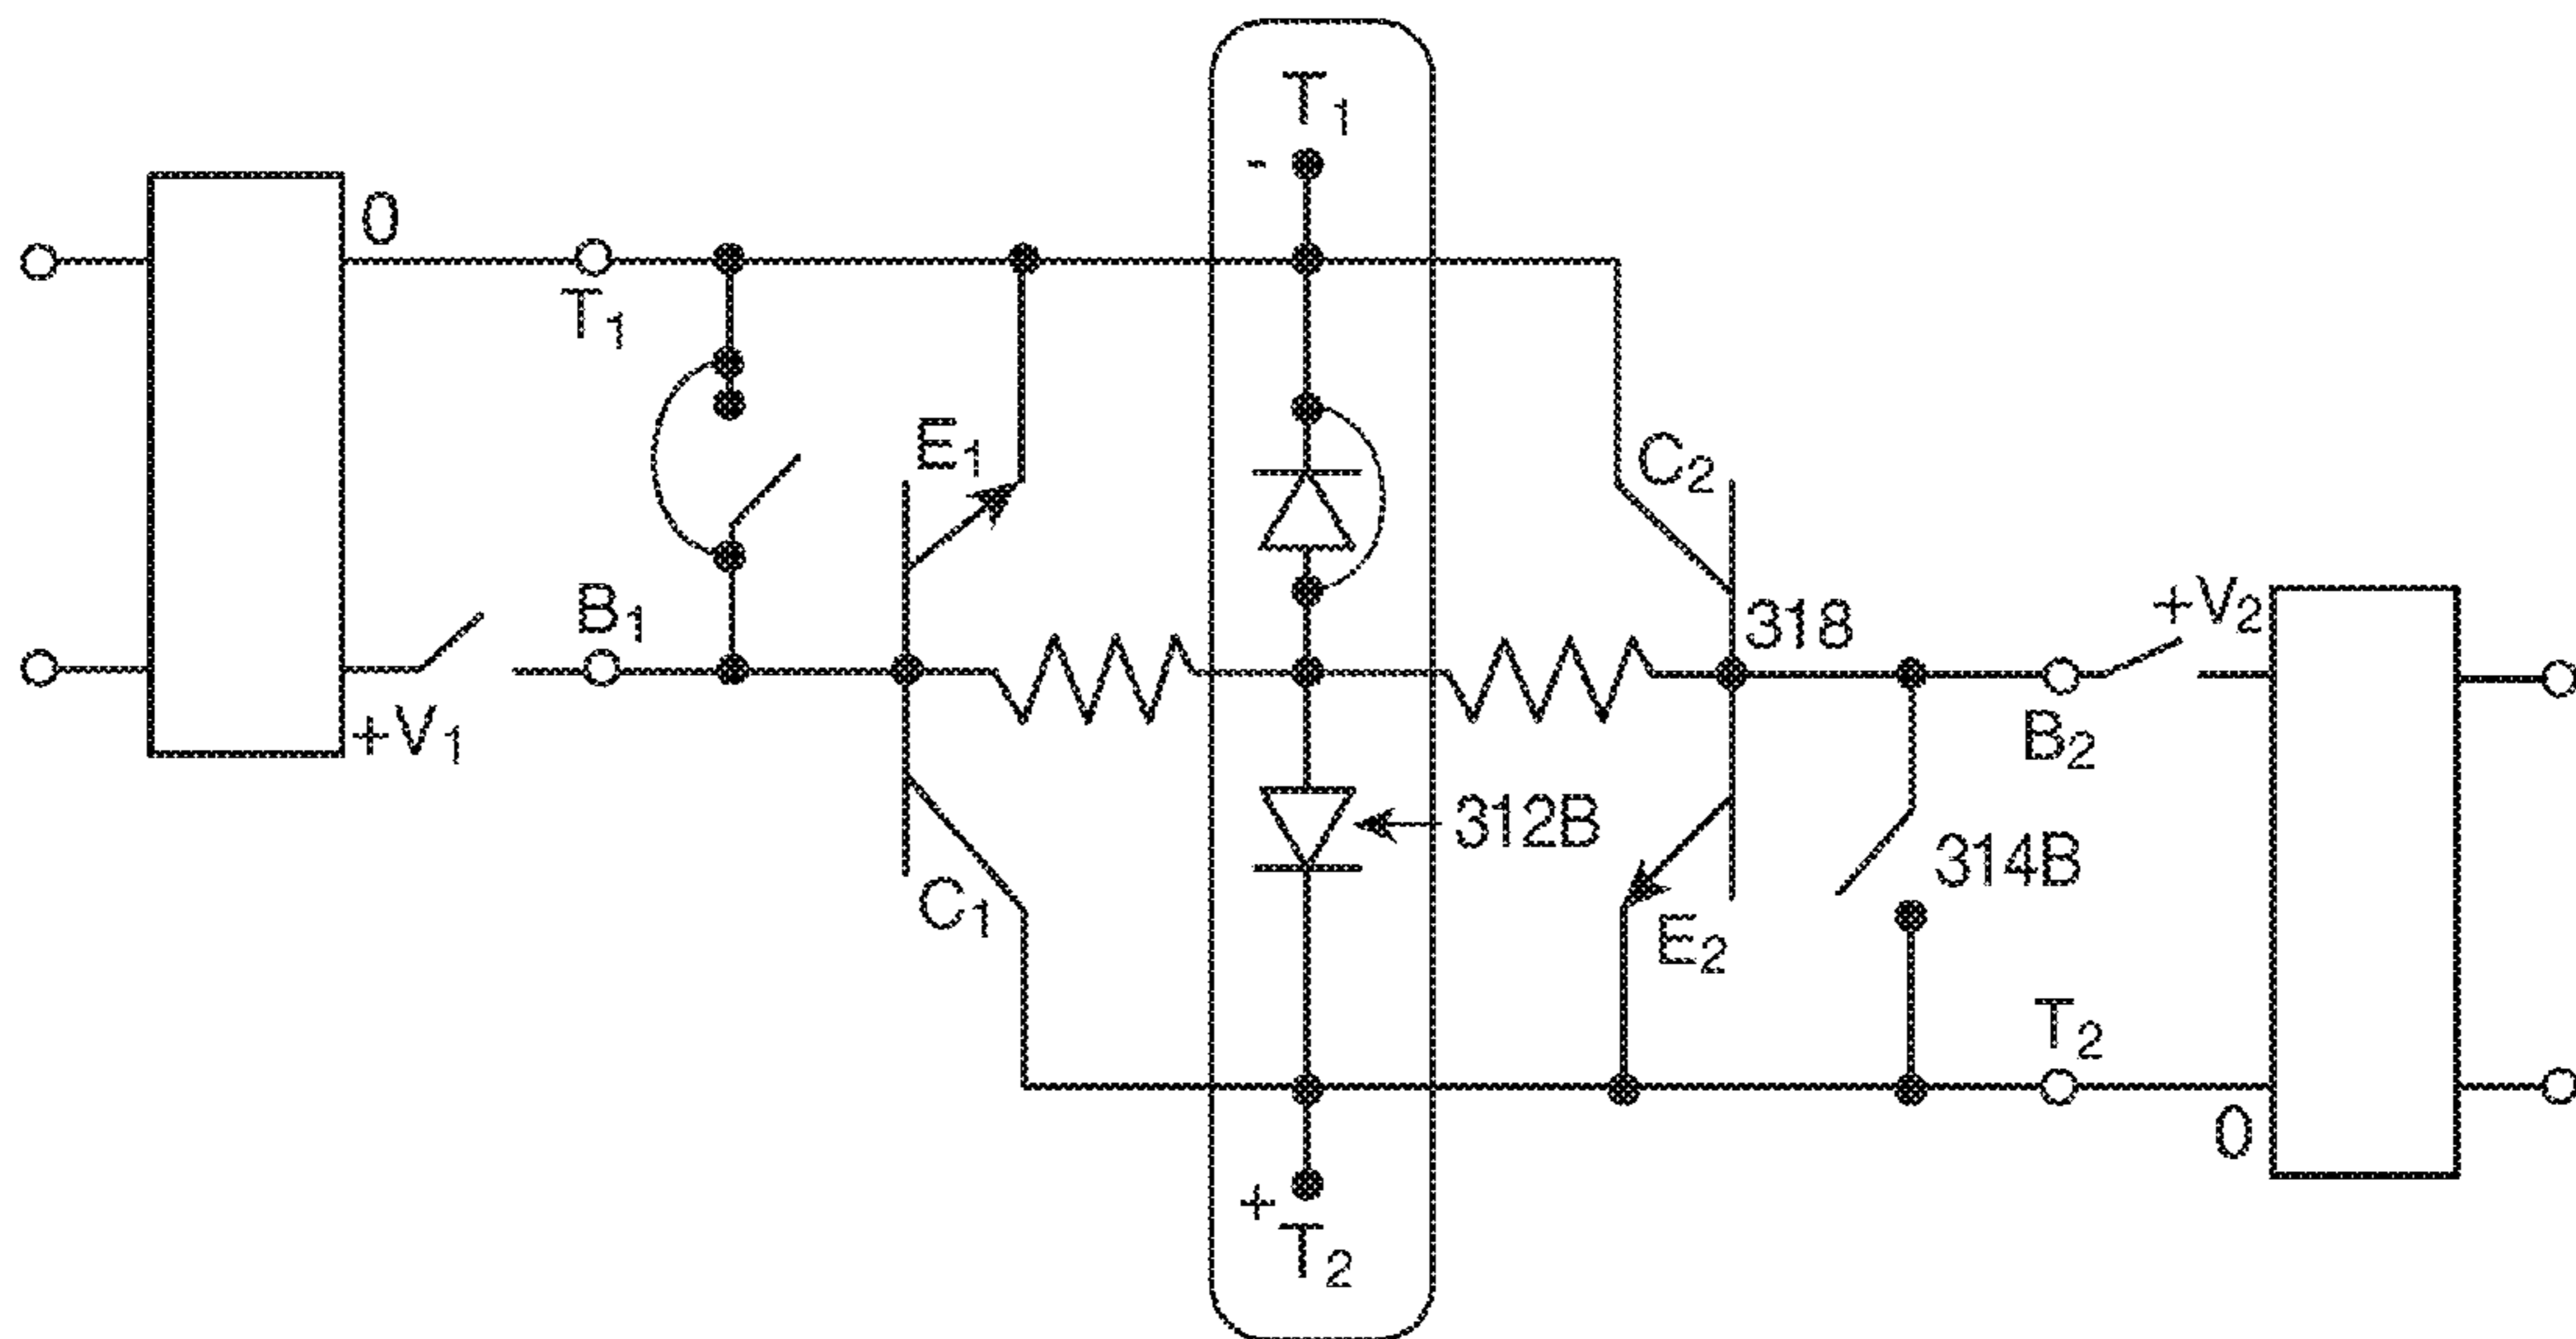 T₁
-
0
T₁
E₁
C₂
B₁
318
+V₂
+V₁
B₂
312B
314B
C₁
E₂
T₂
0
+
T₂